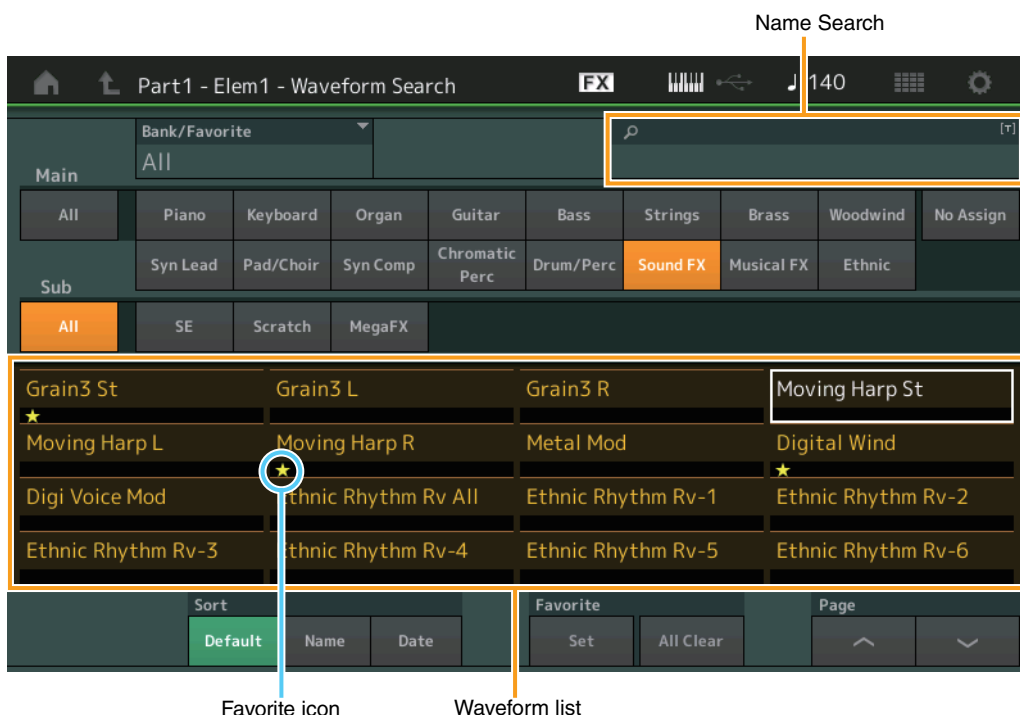 Name Search
Part1 - Elem1 - Waveform Search FX ♩ 140
Bank/Favorite [T]
All
Main
All Piano Keyboard Organ Guitar Bass Strings Brass Woodwind No Assign
Syn Lead Pad/Choir Syn Comp Chromatic Perc Drum/Perc Sound FX Musical FX Ethnic
Sub
All SE Scratch MegaFX
Grain3 St Grain3 L Grain3 R Moving Harp St
Moving Harp L Moving Harp R Metal Mod Digital Wind
Digi Voice Mod Ethnic Rhythm Rv All Ethnic Rhythm Rv-1 Ethnic Rhythm Rv-2
Ethnic Rhythm Rv-3 Ethnic Rhythm Rv-4 Ethnic Rhythm Rv-5 Ethnic Rhythm Rv-6
Sort Favorite Page
Default Name Date Set All Clear
Favorite icon Waveform list